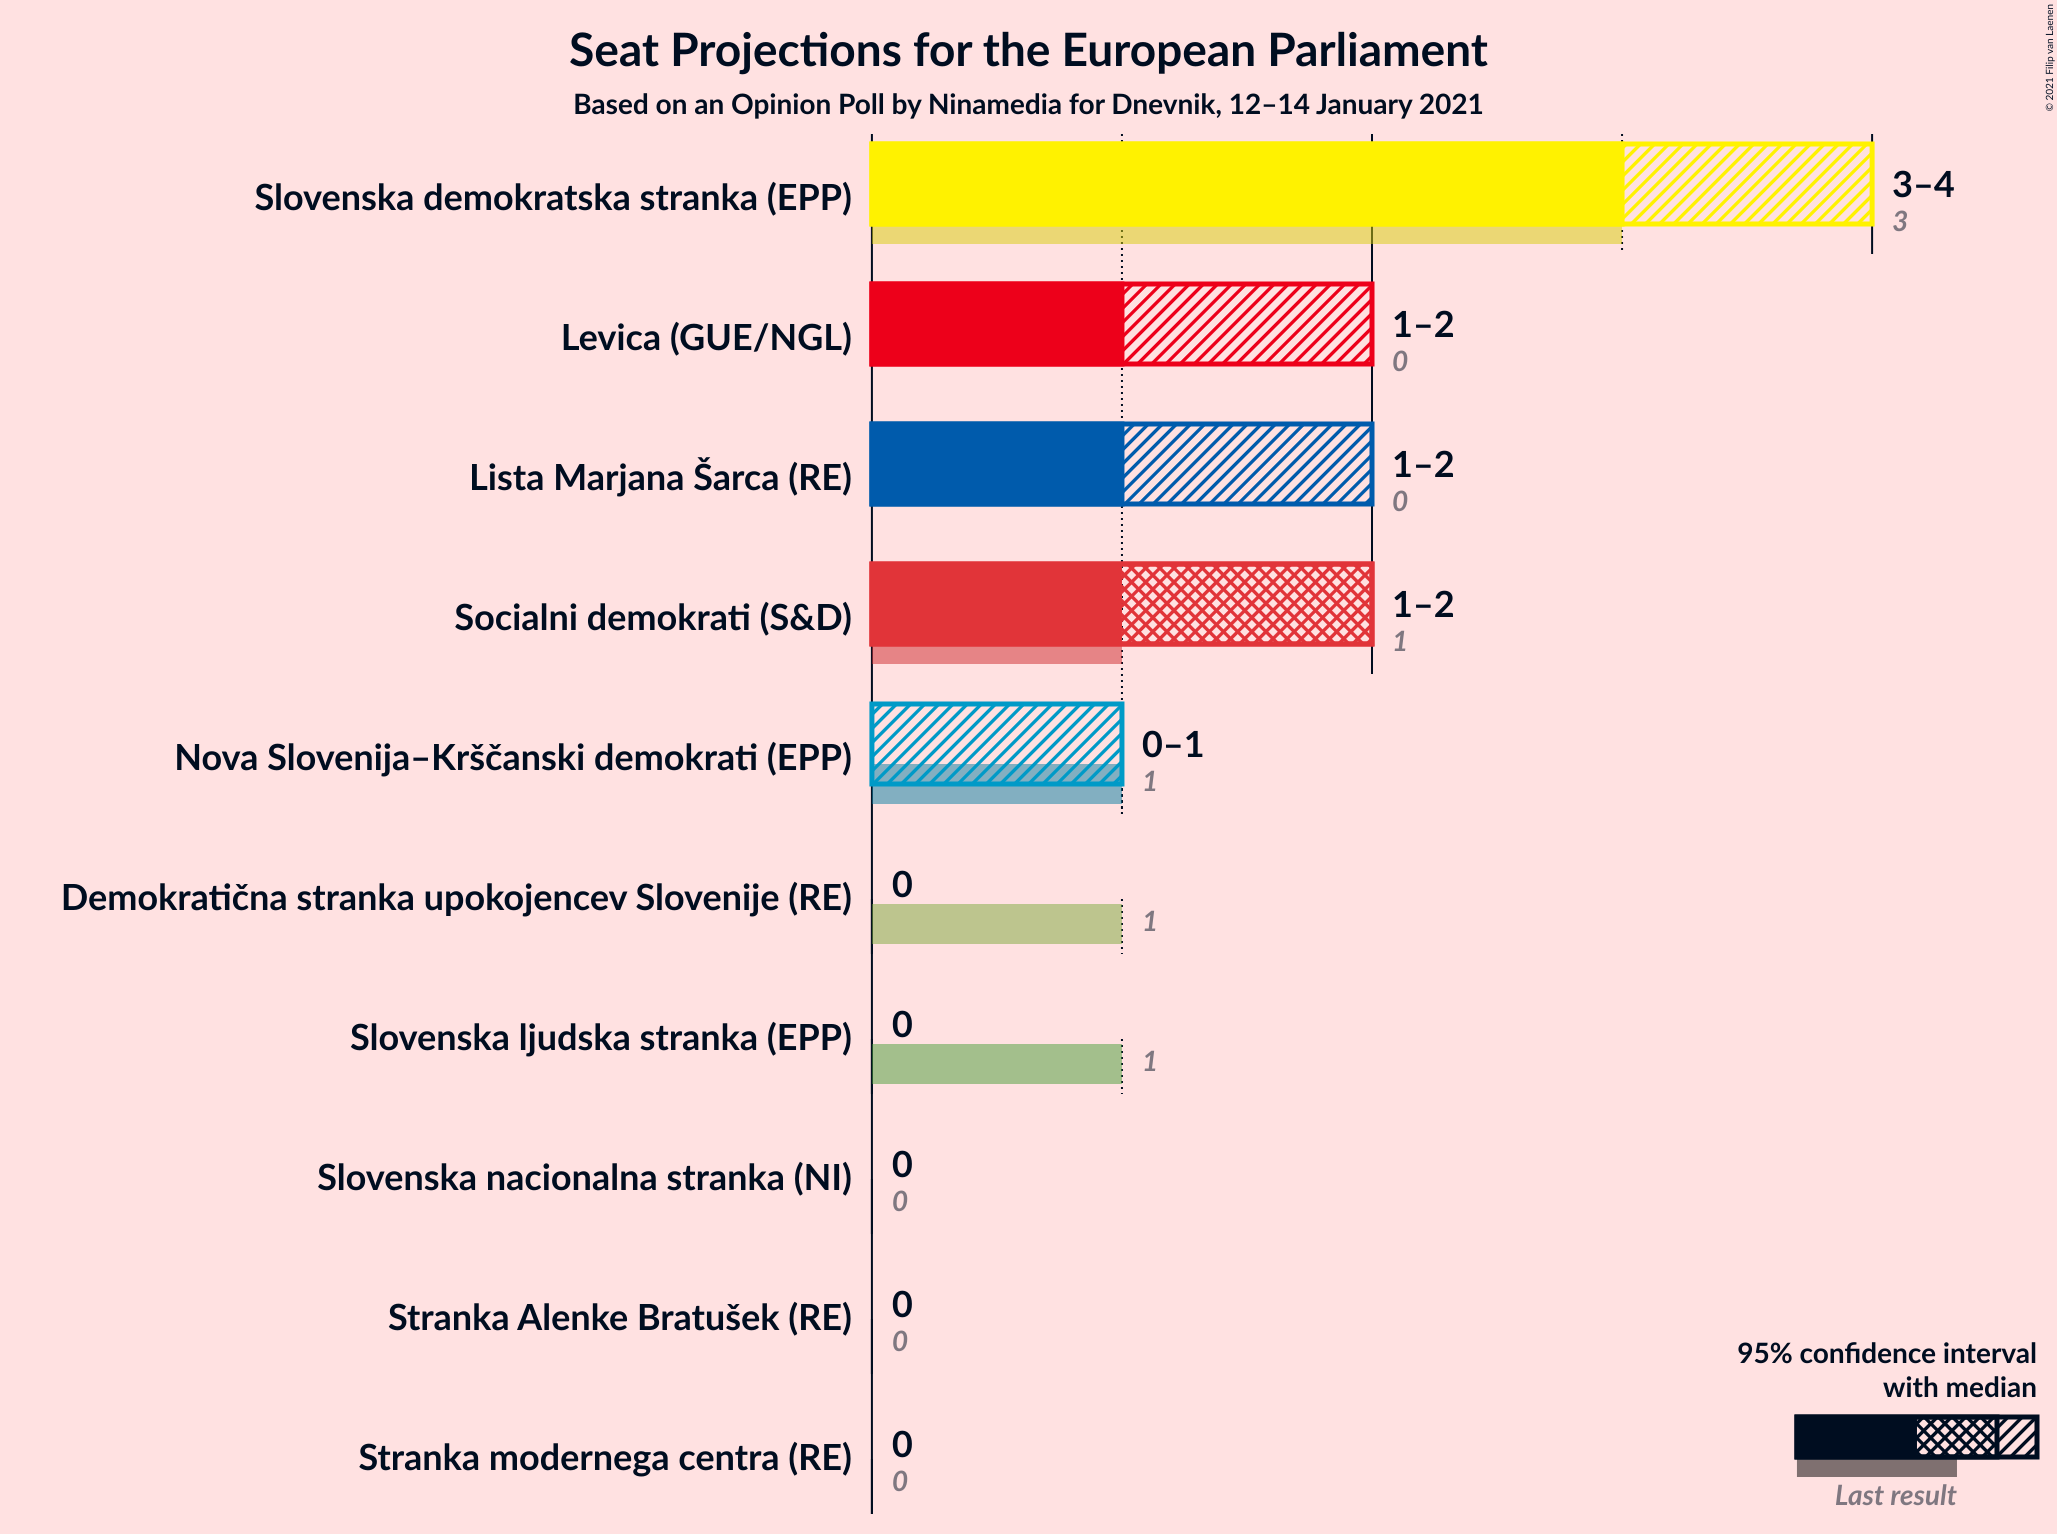 Seat Projections for the European Parliament
Based on an Opinion Poll by Ninamedia for Dnevnik, 12–14 January 2021
© 2021 Filip van Laenen
Slovenska demokratska stranka (EPP)
3–4
3
Levica (GUE/NGL)
1–2
0
Lista Marjana Šarca (RE)
1–2
0
Socialni demokrati (S&D)
1–2
1
Nova Slovenija–Krščanski demokrati (EPP)
0–1
1
Demokratična stranka upokojencev Slovenije (RE)
0
1
Slovenska ljudska stranka (EPP)
0
1
Slovenska nacionalna stranka (NI)
0
0
Stranka Alenke Bratušek (RE)
0
0
Stranka modernega centra (RE)
0
0
95% confidence interval
with median
Last result